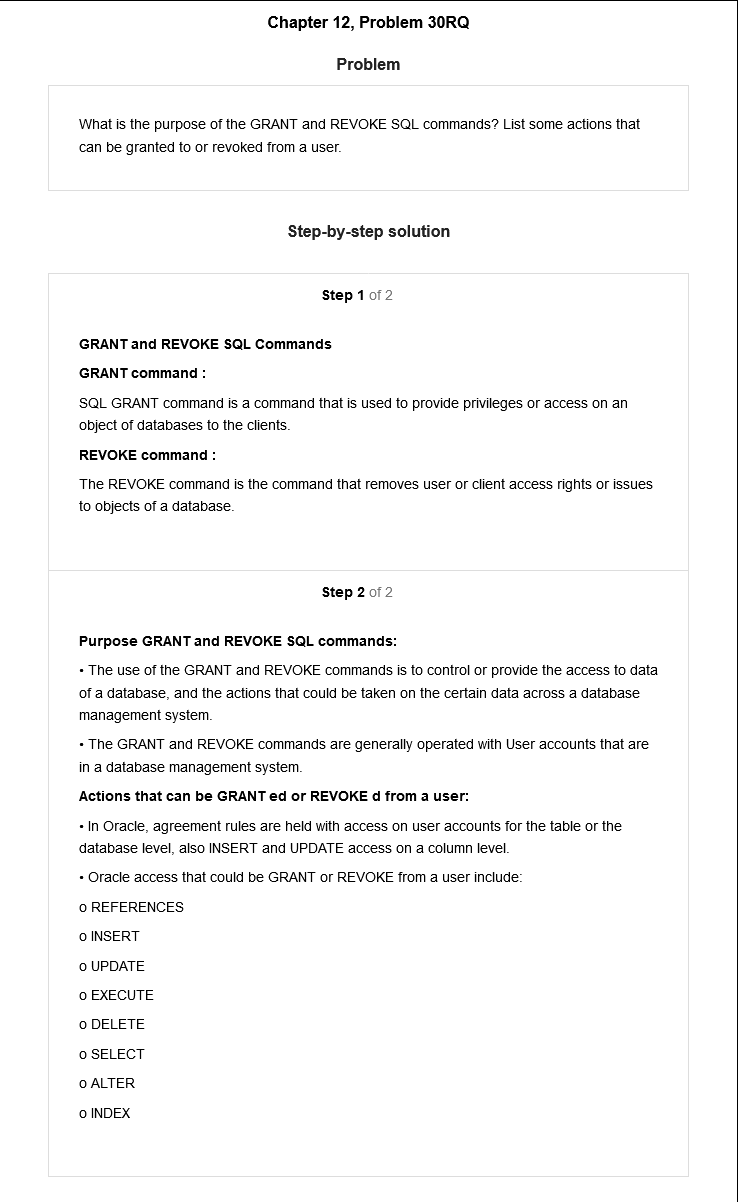 Chapter 12, Problem 30RQ
Problem
What is the purpose of the GRANT and REVOKE SQL commands? List some actions that
can be granted to or revoked from a user.
Step-by-step solution
Step 1 of 2
GRANT and REVOKE SQL Commands
GRANT command :
SQL GRANT command is a command that is used to provide privileges or access on an
object of databases to the clients.
REVOKE command :
The REVOKE command is the command that removes user or client access rights or issues
to objects of a database.
Step 2 of 2
Purpose GRANT and REVOKE SQL commands:
• The use of the GRANT and REVOKE commands is to control or provide the access to data
of a database, and the actions that could be taken on the certain data across a database
management system.
• The GRANT and REVOKE commands are generally operated with User accounts that are
in a database management system.
Actions that can be GRANT ed or REVOKE d from a user:
• In Oracle, agreement rules are held with access on user accounts for the table or the
database level, also INSERT and UPDATE access on a column level.
• Oracle access that could be GRANT or REVOKE from a user include:
o REFERENCES
o INSERT
o UPDATE
o EXECUTE
o DELETE
o SELECT
o ALTER
o INDEX